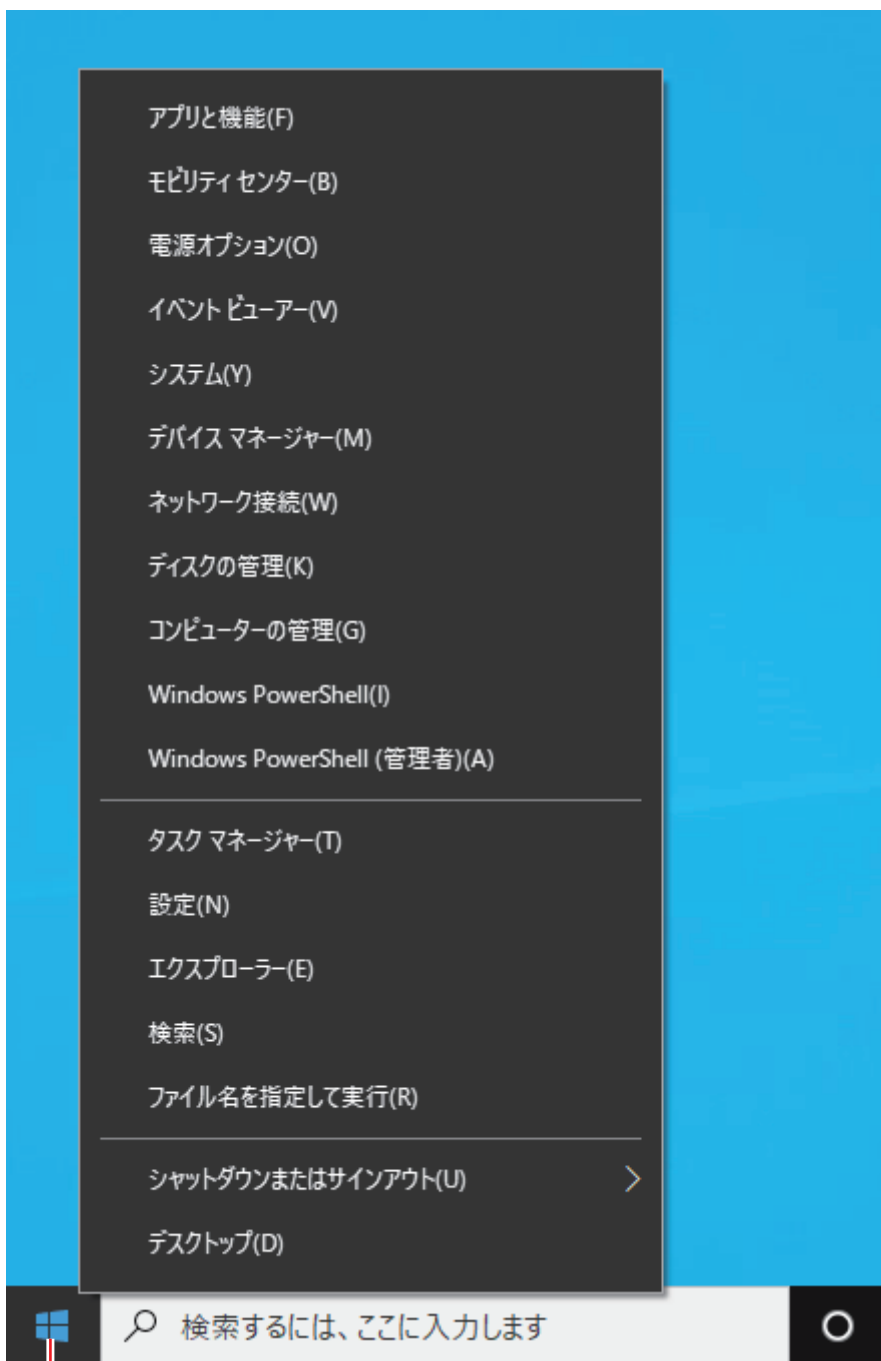 アプリと機能(F)
モビリティ センター(B)
電源オプション(O)
イベント ビューアー(V)
システム(Y)
デバイス マネージャー(M)
ネットワーク接続(W)
ディスクの管理(K)
コンピューターの管理(G)
Windows PowerShell(I)
Windows PowerShell (管理者)(A)
タスク マネージャー(T)
設定(N)
エクスプローラー(E)
検索(S)
ファイル名を指定して実行(R)
シャットダウンまたはサインアウト(U)
デスクトップ(D)
検索するには、ここに入力します